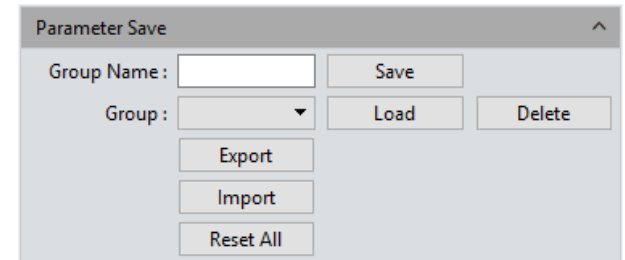 Parameter Save
Group Name : Save
Group : Load Delete
Export
Import
Reset All